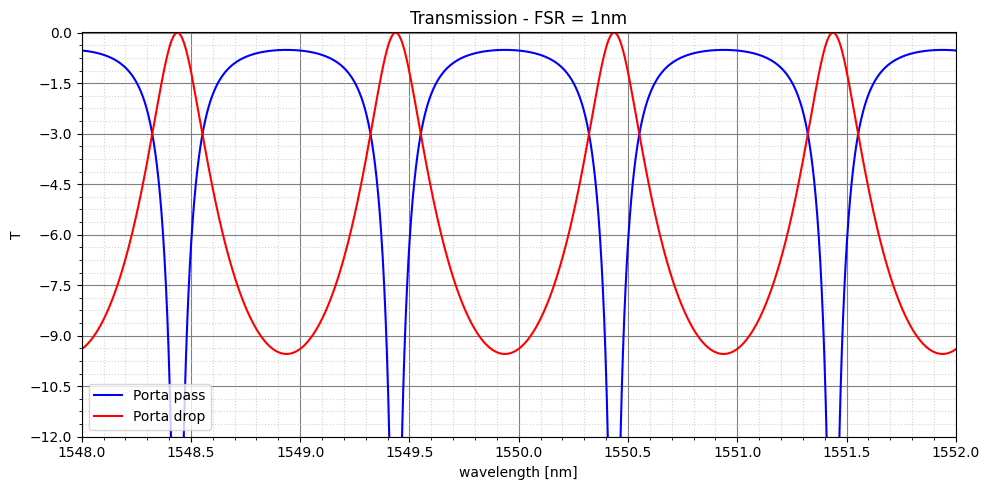 Transmission - FSR = 1nm
T
0.0
−1.5
−3.0
−4.5
−6.0
−7.5
−9.0
−10.5
−12.0
Porta pass
Porta drop
1548.0 1548.5 1549.0 1549.5 1550.0 1550.5 1551.0 1551.5 1552.0
wavelength [nm]